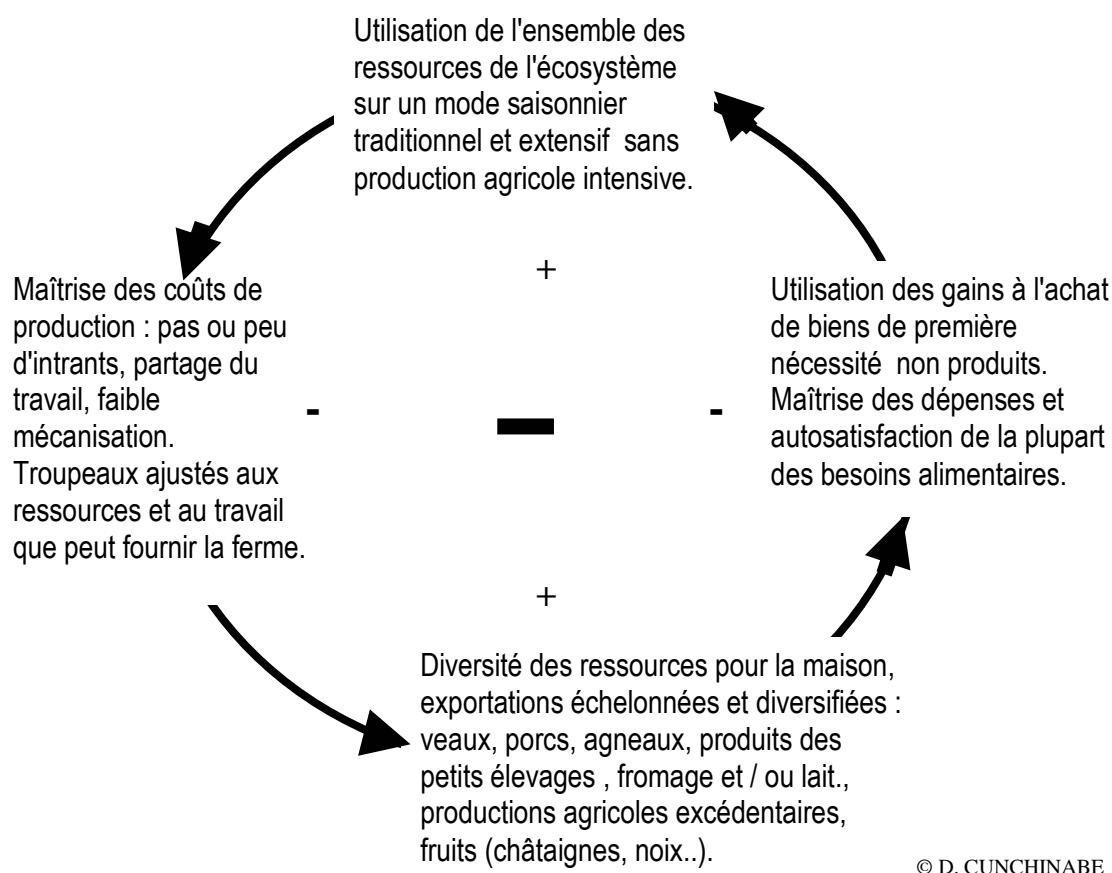 Utilisation de l'ensemble des
ressources de l'écosystème
sur un mode saisonnier
traditionnel et extensif  sans
production agricole intensive.
+
Maîtrise des coûts de
production : pas ou peu
d'intrants, partage du
travail, faible
mécanisation.
Troupeaux ajustés aux
ressources et au travail
que peut fournir la ferme.
-
-
-
Utilisation des gains à l'achat
de biens de première
nécessité  non produits.
Maîtrise des dépenses et
autosatisfaction de la plupart
des besoins alimentaires.
+
Diversité des ressources pour la maison,
exportations échelonnées et diversifiées :
veaux, porcs, agneaux, produits des
petits élevages , fromage et / ou lait.,
productions agricoles excédentaires,
fruits (châtaignes, noix..).
© D. CUNCHINABE